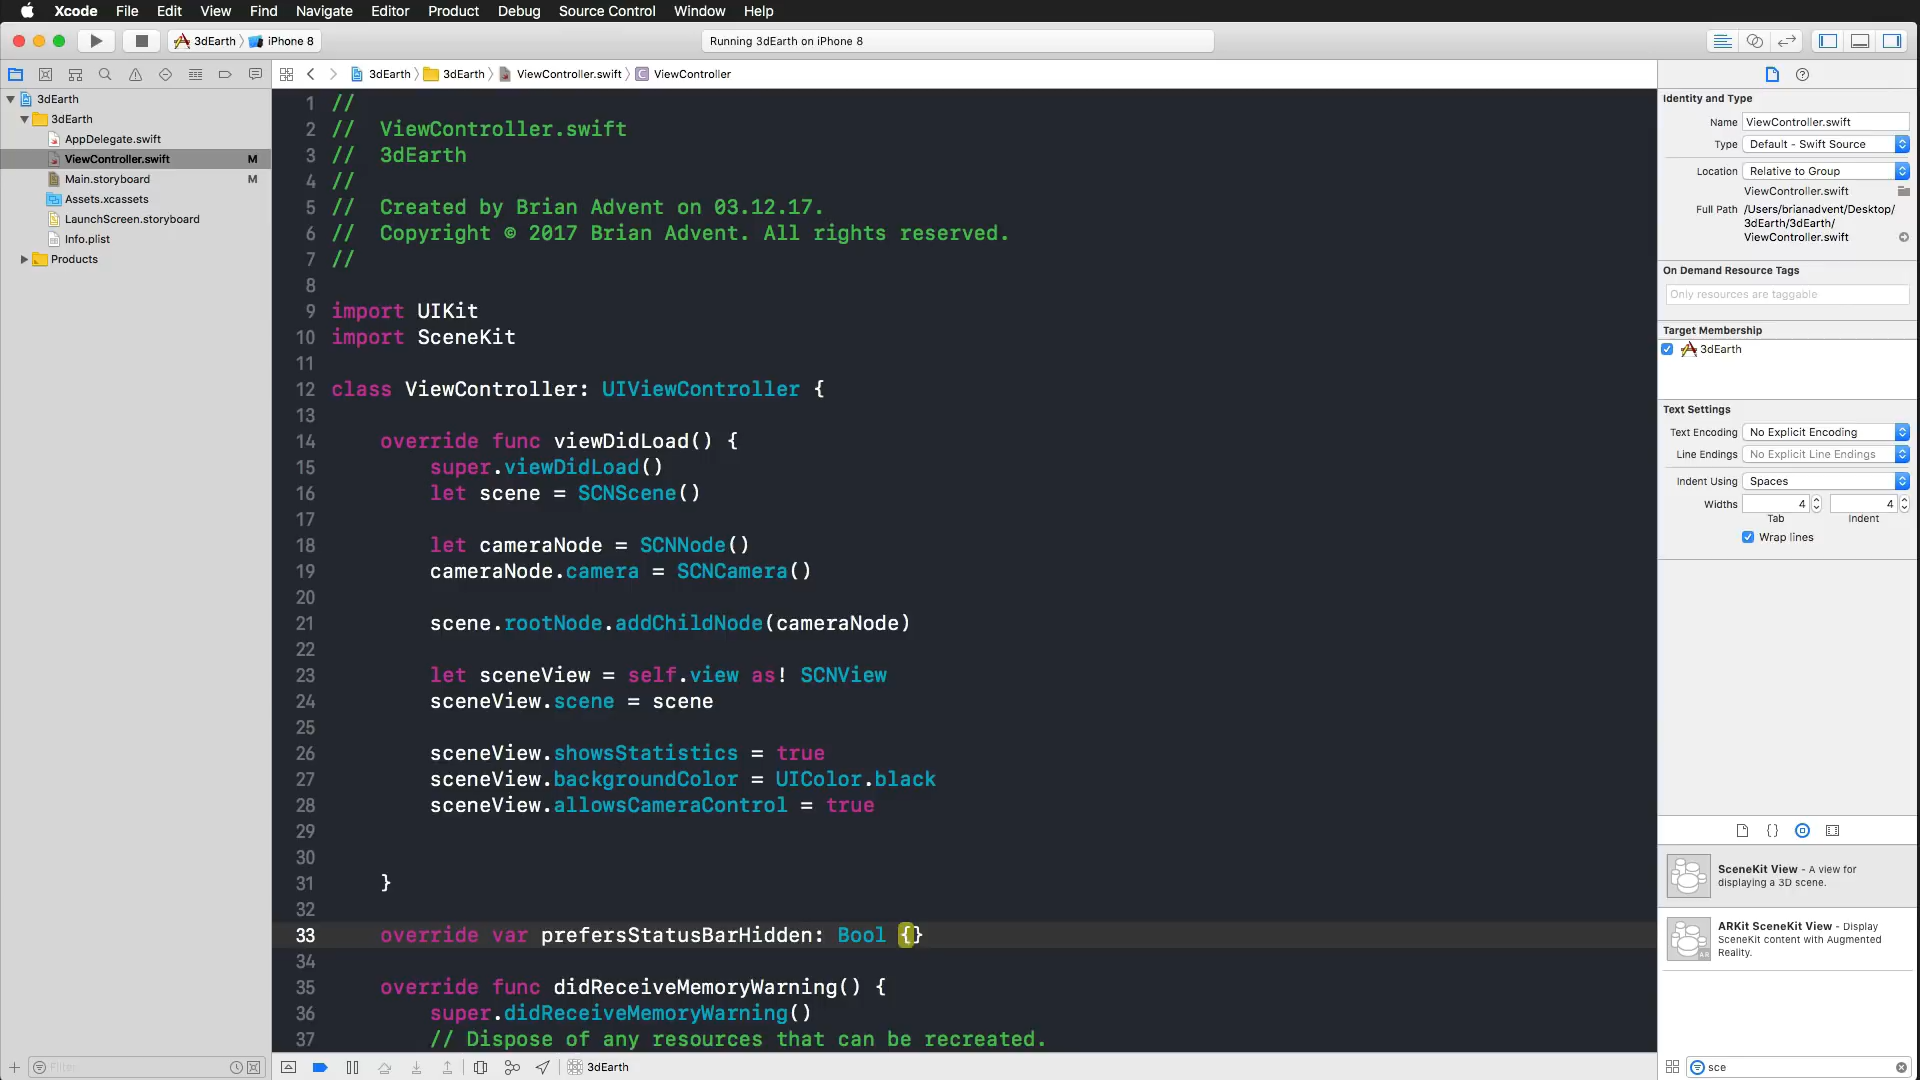 Xcode File Edit View Find Navigate Editor Product Debug Source Control Window Help
3dEarth iPhone 8
Running 3dEarth on iPhone 8
3dEarth 3dEarth ViewController.swift C ViewController
3dEarth
3dEarth
AppDelegate.swift
ViewController.swift M
Main.storyboard M
Assets.xcassets
LaunchScreen.storyboard
Info.plist
Products
Filter
1 //
2 //  ViewController.swift
3 //  3dEarth
4 //
5 //  Created by Brian Advent on 03.12.17.
6 //  Copyright © 2017 Brian Advent. All rights reserved.
7 //
8
9 import UIKit
10 import SceneKit
11
12 class ViewController: UIViewController {
13
14     override func viewDidLoad() {
15         super.viewDidLoad()
16         let scene = SCNScene()
17
18         let cameraNode = SCNNode()
19         cameraNode.camera = SCNCamera()
20
21         scene.rootNode.addChildNode(cameraNode)
22
23         let sceneView = self.view as! SCNView
24         sceneView.scene = scene
25
26         sceneView.showsStatistics = true
27         sceneView.backgroundColor = UIColor.black
28         sceneView.allowsCameraControl = true
29
30
31     }
32
33     override var prefersStatusBarHidden: Bool {}
34
35     override func didReceiveMemoryWarning() {
36         super.didReceiveMemoryWarning()
37         // Dispose of any resources that can be recreated.
3dEarth
Identity and Type
Name ViewController.swift
Type Default - Swift Source
Location Relative to Group
ViewController.swift
Full Path /Users/brianadvent/Desktop/
3dEarth/3dEarth/
ViewController.swift
On Demand Resource Tags
Only resources are taggable
Target Membership
3dEarth
Text Settings
Text Encoding No Explicit Encoding
Line Endings No Explicit Line Endings
Indent Using Spaces
Widths 4 4
Tab Indent
Wrap lines
{}
SceneKit View - A view for
displaying a 3D scene.
ARKit SceneKit View - Display
SceneKit content with Augmented
Reality.
sce